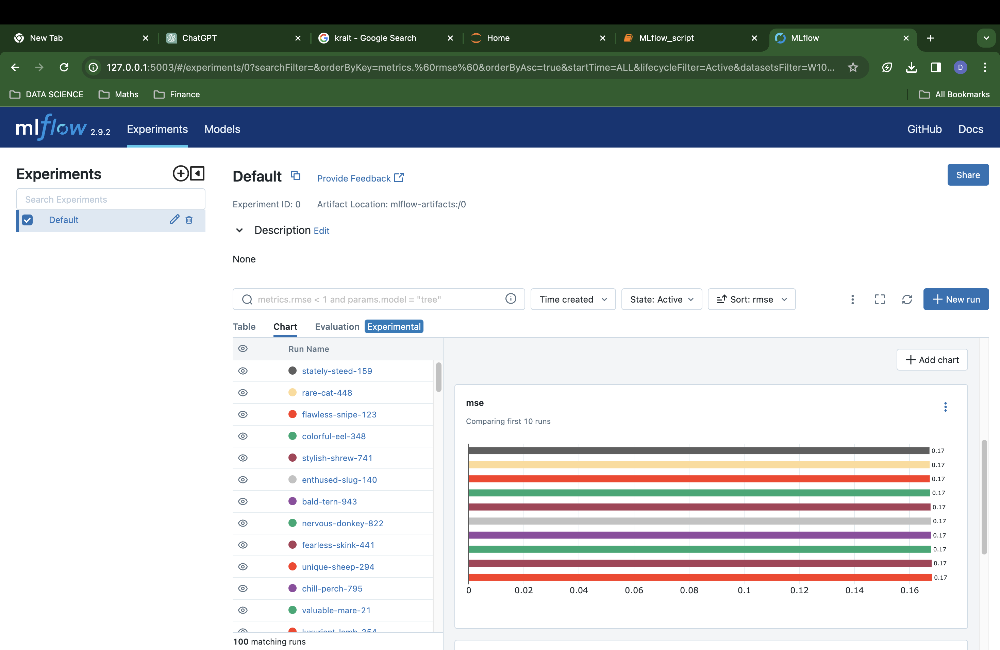 New Tab
ChatGPT
krait - Google Search
Home
MLflow_script
MLflow
127.0.0.1:5003/#/experiments/0?searchFilter=&orderByKey=metrics.%60rmse%60&orderByAsc=true&startTime=ALL&lifecycleFilter=Active&datasetsFilter=W10...
D
DATA SCIENCE
Maths
Finance
All Bookmarks
mlflow 2.9.2
Experiments
Models
GitHub
Docs
Experiments
Search Experiments
Default
Default
Provide Feedback
Share
Experiment ID: 0
Artifact Location: mlflow-artifacts:/0
Description Edit
None
metrics.rmse < 1 and params.model = "tree"
Time created
State: Active
Sort: rmse
New run
Table
Chart
Evaluation
Experimental
Run Name
stately-steed-159
rare-cat-448
flawless-snipe-123
colorful-eel-348
stylish-shrew-741
enthused-slug-140
bald-tern-943
nervous-donkey-822
fearless-skink-441
unique-sheep-294
chill-perch-795
valuable-mare-21
luxuriant-lamb-354
100 matching runs
Add chart
mse
Comparing first 10 runs
0.17
0.17
0.17
0.17
0.17
0.17
0.17
0.17
0.17
0.17
0 0.02 0.04 0.06 0.08 0.1 0.12 0.14 0.16